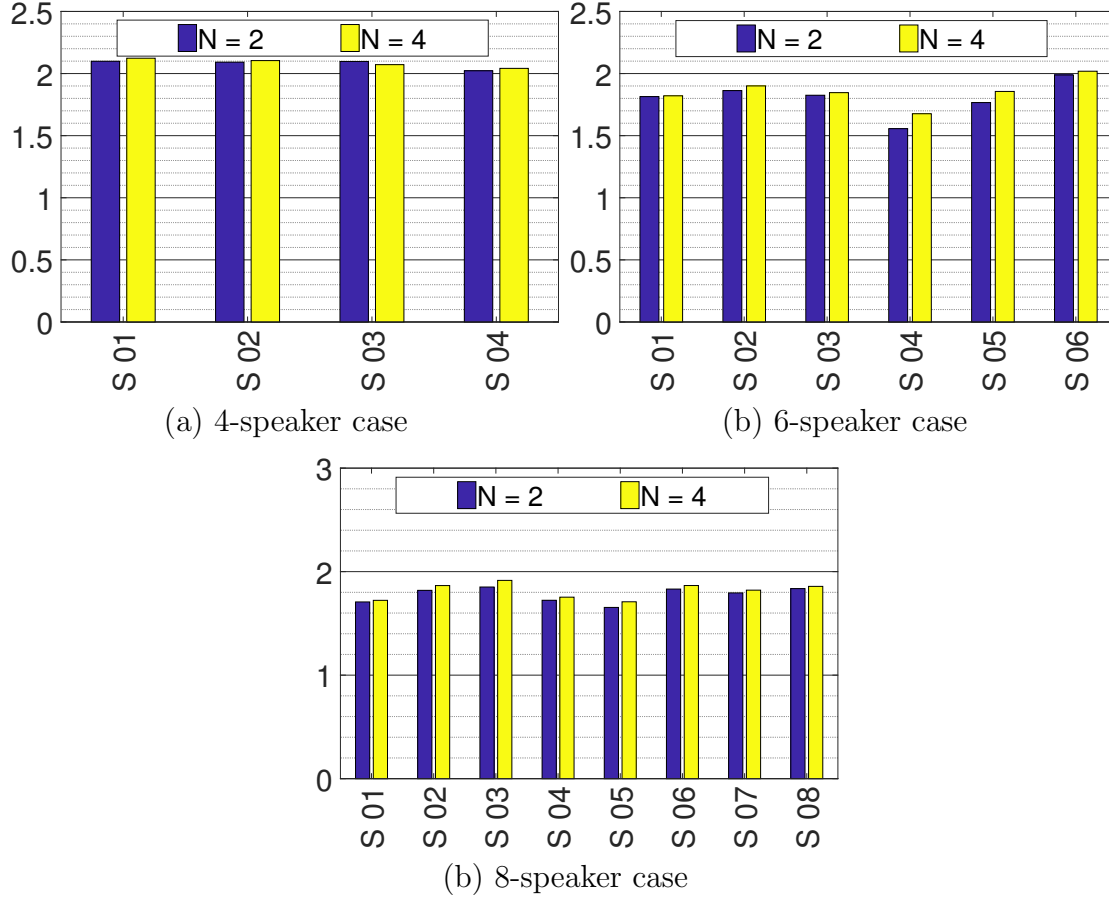 2.5
2
1.5
1
0.5
0
N = 2 N = 4
S 01 S 02 S 03 S 04
(a) 4-speaker case
2.5
2
1.5
1
0.5
0
N = 2 N = 4
S 01 S 02 S 03 S 04 S 05 S 06
(b) 6-speaker case
3
2
1
0
N = 2 N = 4
S 01 S 02 S 03 S 04 S 05 S 06 S 07 S 08
(b) 8-speaker case